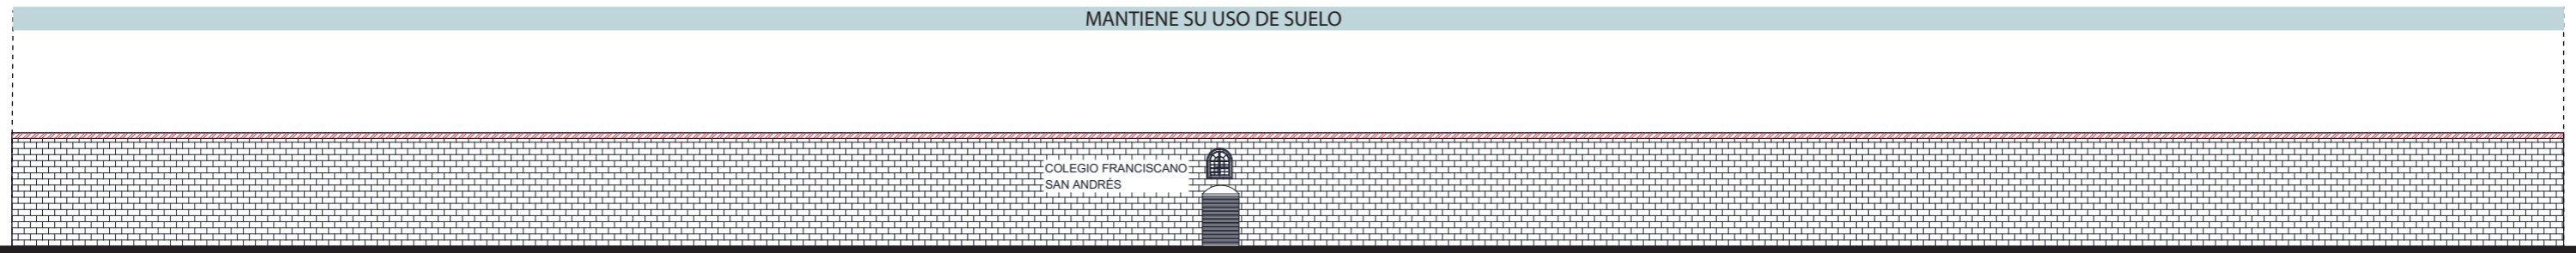 MANTIENE SU USO DE SUELO
COLEGIO FRANCISCANO
SAN ANDRÉS